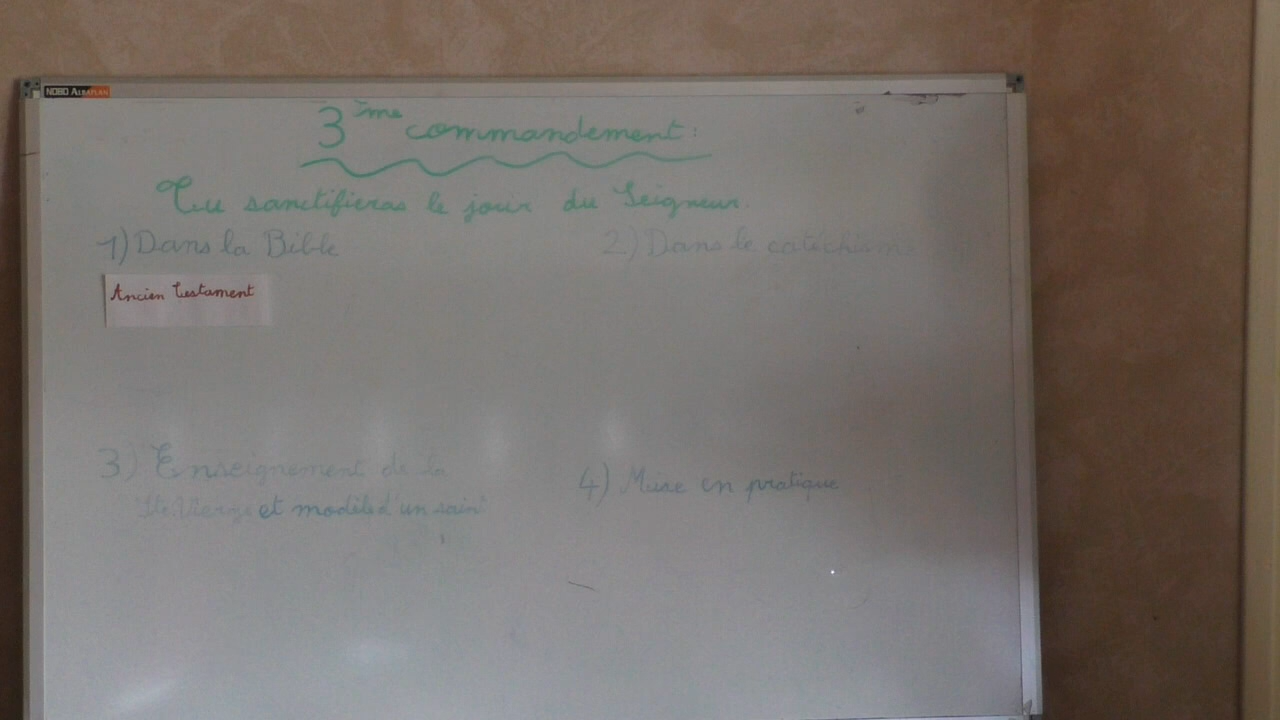 NOBO ALBAPLAN
3ème commandement :
Tu sanctifieras le jour du Seigneur.
1) Dans la Bible
2) Dans le catéchisme
Ancien Testament
3) Enseignement de la
Ste Vierge et modèle d'un saint
4) Mise en pratique